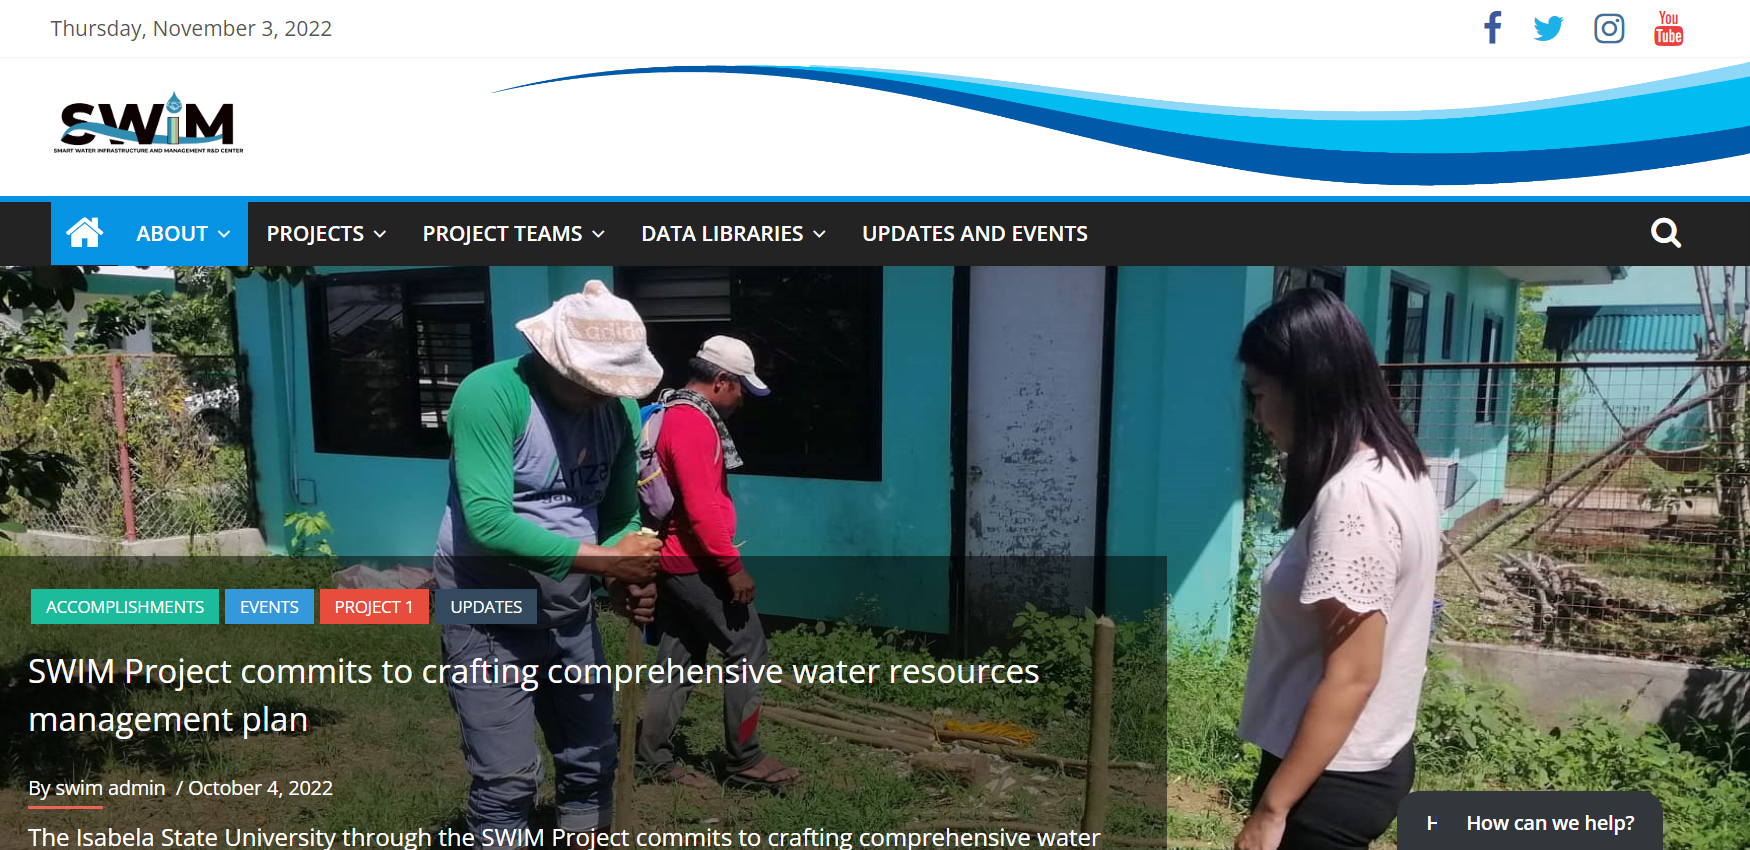 Thursday, November 3, 2022
You
Tube
SWiM
SMART WATER INFRASTRUCTURE AND MANAGEMENT R&D CENTER
ABOUT PROJECTS PROJECT TEAMS DATA LIBRARIES UPDATES AND EVENTS
adidas
Ariza
ACCOMPLISHMENTS EVENTS PROJECT 1 UPDATES
SWIM Project commits to crafting comprehensive water resources
management plan
By swim admin / October 4, 2022
The Isabela State University through the SWIM Project commits to crafting comprehensive water
H How can we help?